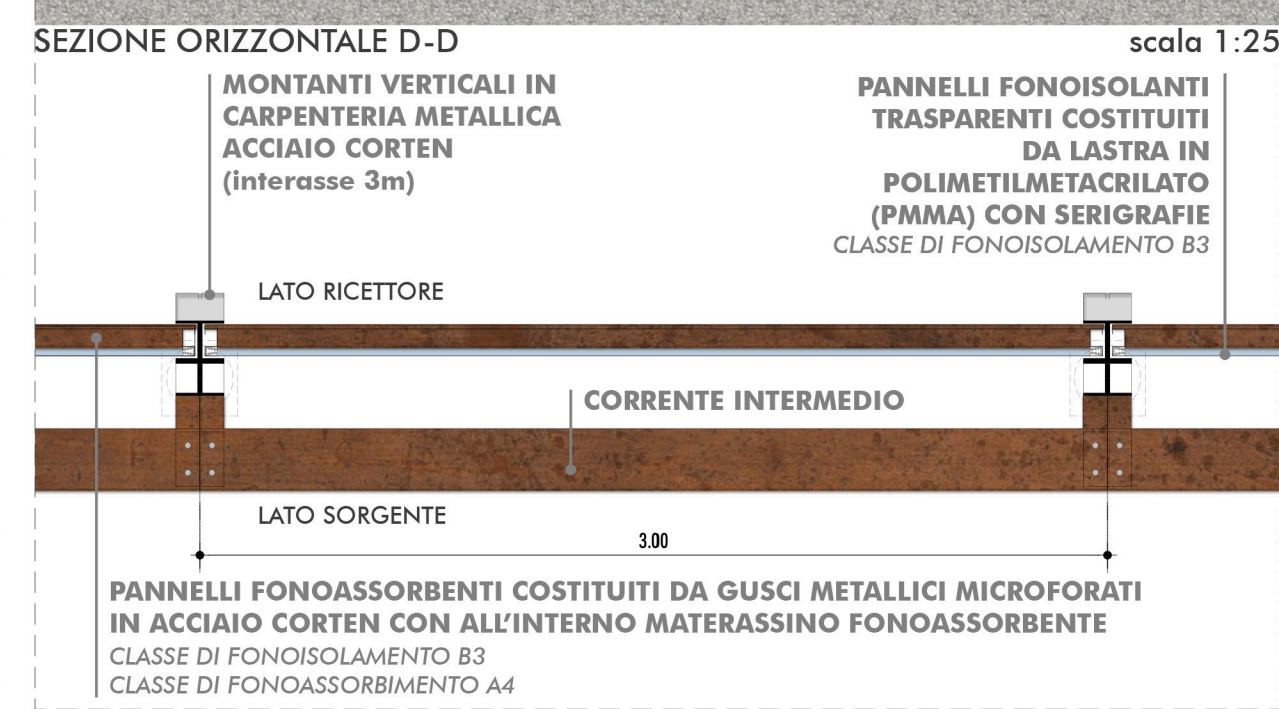 SEZIONE ORIZZONTALE D-D
scala 1:25
MONTANTI VERTICALI IN
CARPENTERIA METALLICA
ACCIAIO CORTEN
(interasse 3m)
PANNELLI FONOISOLANTI
TRASPARENTI COSTITUITI
DA LASTRA IN
POLIMETILMETACRILATO
(PMMA) CON SERIGRAFIE
CLASSE DI FONOISOLAMENTO B3
LATO RICETTORE
CORRENTE INTERMEDIO
LATO SORGENTE
3.00
PANNELLI FONOASSORBENTI COSTITUITI DA GUSCI METALLICI MICROFORATI
IN ACCIAIO CORTEN CON ALL'INTERNO MATERASSINO FONOASSORBENTE
CLASSE DI FONOISOLAMENTO B3
CLASSE DI FONOASSORBIMENTO A4